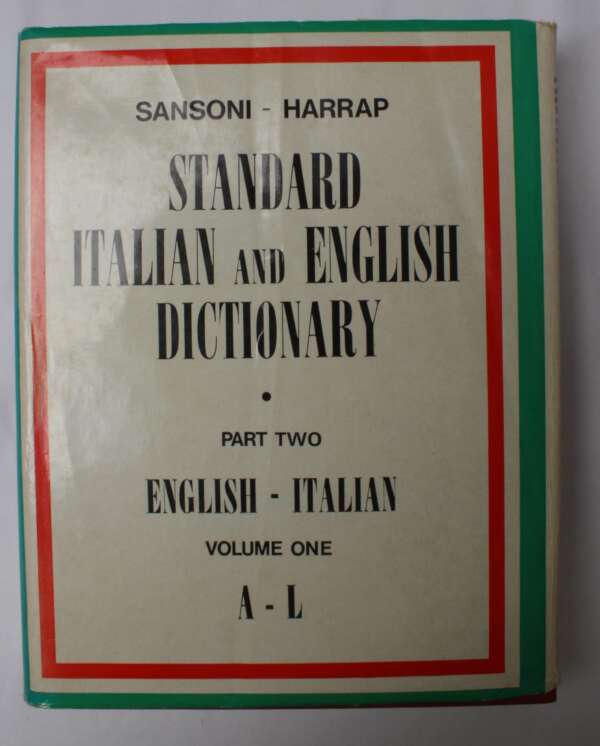 SANSONI - HARRAP
STANDARD
ITALIAN AND ENGLISH
DICTIONARY
•
PART TWO
ENGLISH - ITALIAN
VOLUME ONE
A - L